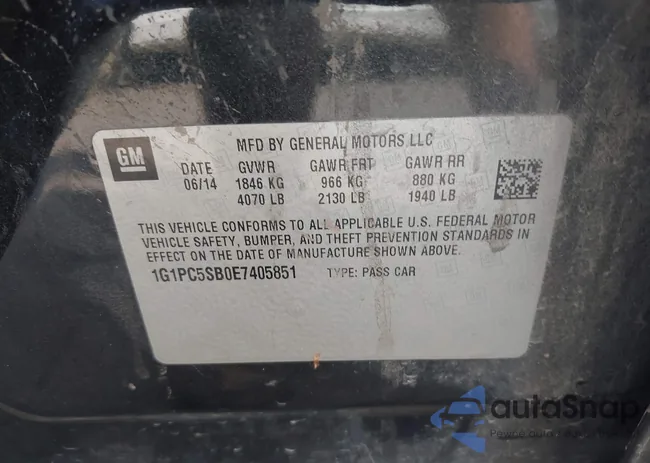 GM
MFD BY GENERAL MOTORS LLC
DATE GVWR GAWR FRT GAWR RR
06/14 1846 KG 966 KG 880 KG
4070 LB 2130 LB 1940 LB
THIS VEHICLE CONFORMS TO ALL APPLICABLE U.S. FEDERAL MOTOR
VEHICLE SAFETY, BUMPER, AND THEFT PREVENTION STANDARDS IN
EFFECT ON THE DATE OF MANUFACTURE SHOWN ABOVE.
1G1PC5SB0E7405851 TYPE: PASS CAR
autoSnap